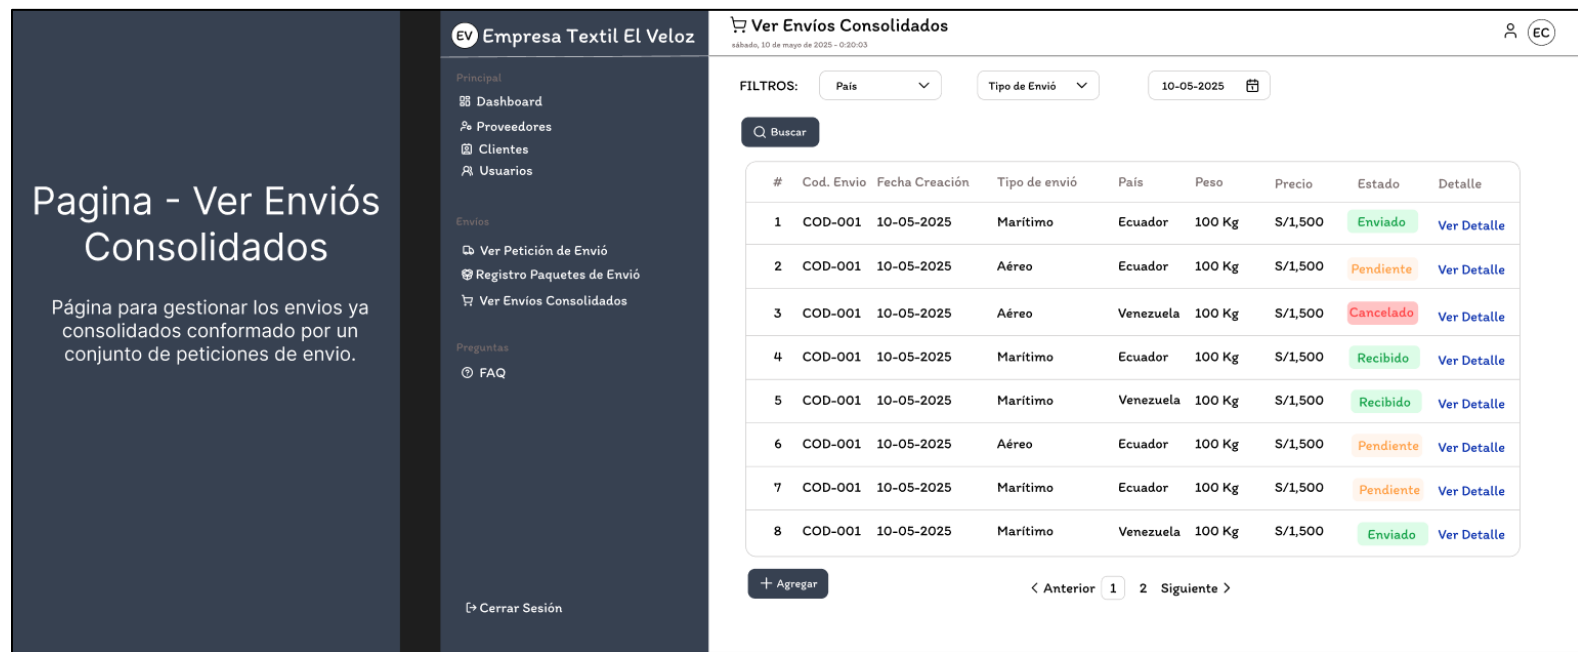 Pagina - Ver Enviós
Consolidados
Página para gestionar los envios ya
consolidados conformado por un
conjunto de peticiones de envio.
EV Empresa Textil El Veloz
Principal
Dashboard
Proveedores
Clientes
Usuarios
Envíos
Ver Petición de Envió
Registro Paquetes de Envió
Ver Envíos Consolidados
Preguntas
FAQ
Cerrar Sesión
Ver Envíos Consolidados
sábado, 10 de mayo de 2025 - 0:20:03
EC
FILTROS: País Tipo de Envió 10-05-2025
Buscar
# Cod. Envio Fecha Creación Tipo de envió País Peso Precio Estado Detalle
1 COD-001 10-05-2025 Marítimo Ecuador 100 Kg S/1,500 Enviado Ver Detalle
2 COD-001 10-05-2025 Aéreo Ecuador 100 Kg S/1,500 Pendiente Ver Detalle
3 COD-001 10-05-2025 Aéreo Venezuela 100 Kg S/1,500 Cancelado Ver Detalle
4 COD-001 10-05-2025 Marítimo Ecuador 100 Kg S/1,500 Recibido Ver Detalle
5 COD-001 10-05-2025 Marítimo Venezuela 100 Kg S/1,500 Recibido Ver Detalle
6 COD-001 10-05-2025 Aéreo Ecuador 100 Kg S/1,500 Pendiente Ver Detalle
7 COD-001 10-05-2025 Marítimo Ecuador 100 Kg S/1,500 Pendiente Ver Detalle
8 COD-001 10-05-2025 Marítimo Venezuela 100 Kg S/1,500 Enviado Ver Detalle
+ Agregar
< Anterior 1 2 Siguiente >